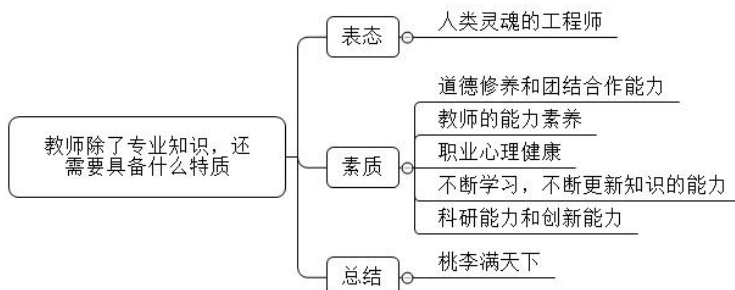 教师除了专业知识，还
需要具备什么特质
表态
人类灵魂的工程师
素质
道德修养和团结合作能力
教师的能力素养
职业心理健康
不断学习，不断更新知识的能力
科研能力和创新能力
总结
桃李满天下